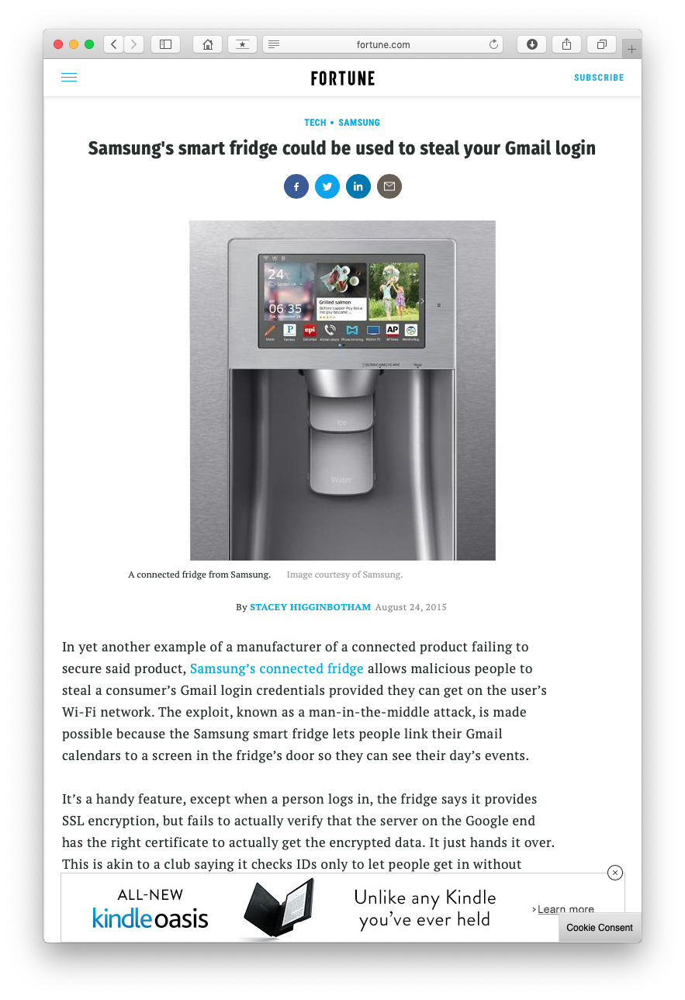 fortune.com
FORTUNE
SUBSCRIBE
TECH • SAMSUNG
Samsung's smart fridge could be used to steal your Gmail login
24
06:35
Grilled salmon
Before rapper Psy beca
me psy became ...
P
epi
AP
Ice
Water
A connected fridge from Samsung. Image courtesy of Samsung.
By STACEY HIGGINBOTHAM August 24, 2015
In yet another example of a manufacturer of a connected product failing to
secure said product, Samsung’s connected fridge allows malicious people to
steal a consumer’s Gmail login credentials provided they can get on the user’s
Wi-Fi network. The exploit, known as a man-in-the-middle attack, is made
possible because the Samsung smart fridge lets people link their Gmail
calendars to a screen in the fridge’s door so they can see their day’s events.
It’s a handy feature, except when a person logs in, the fridge says it provides
SSL encryption, but fails to actually verify that the server on the Google end
has the right certificate to actually get the encrypted data. It just hands it over.
This is akin to a club saying it checks IDs only to let people get in without
ALL-NEW
kindle oasis
Unlike any Kindle
you’ve ever held
›Learn more
Cookie Consent